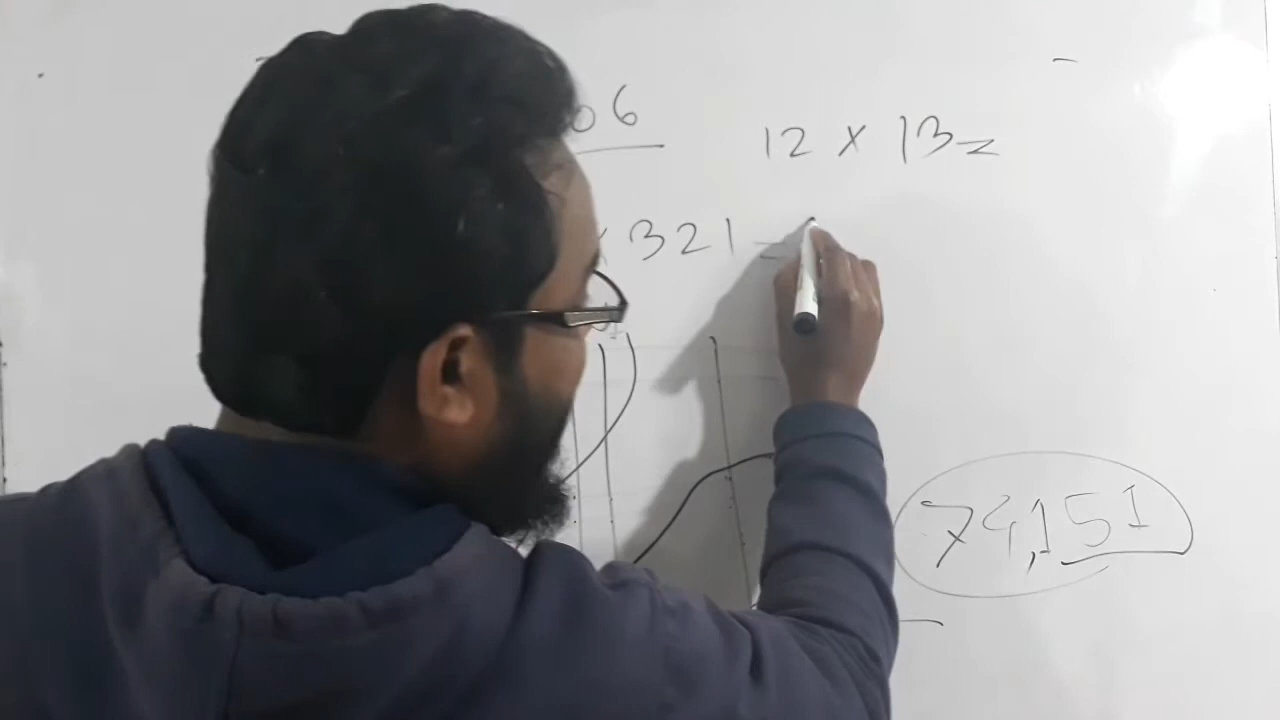 06
12 x 13=
x 321 =
74,151